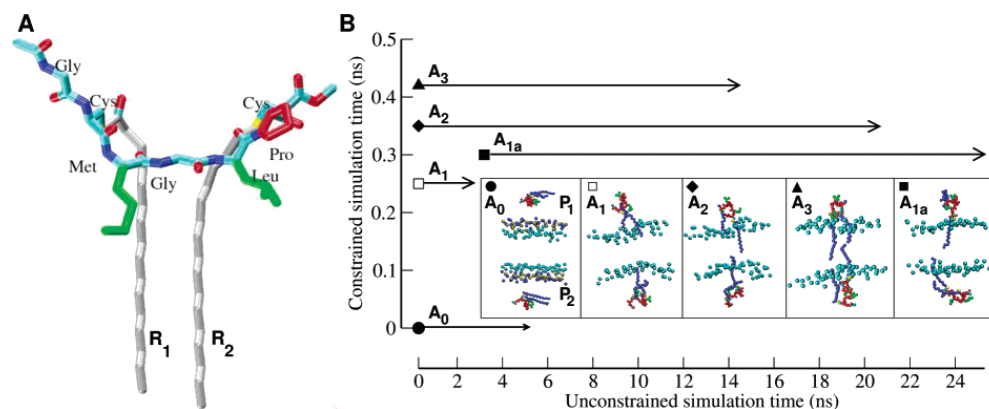 A
Gly
Cys
Met
Gly
Cys
Pro
Leu
R1
R2
B
Constrained simulation time (ns)
0.5
0.4
0.3
0.2
0.1
0
A3
A2
A1a
A1
A0
A0 P1 P2
A1
A2
A3
A1a
0 2 4 6 8 10 12 14 16 18 20 22 24
Unconstrained simulation time (ns)